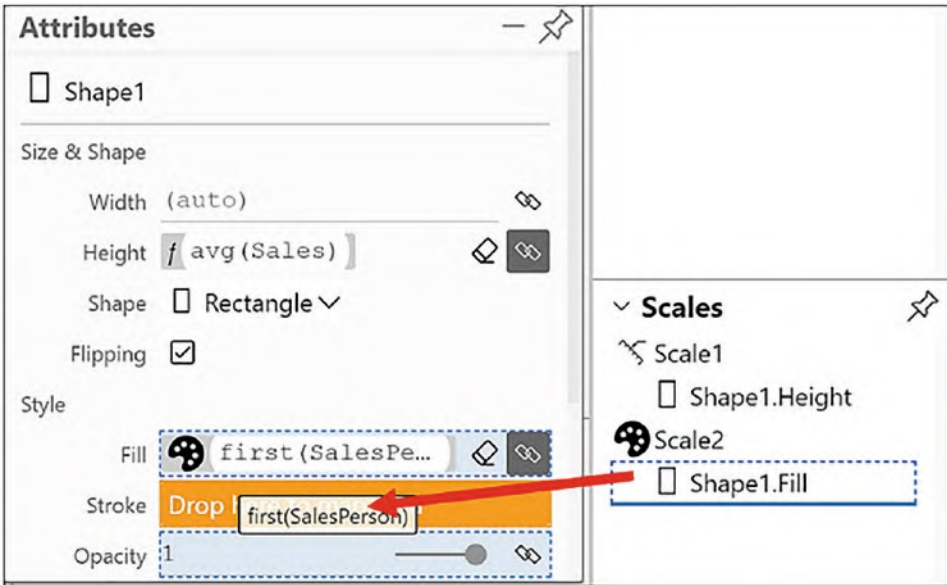 Attributes
Shape1
Size & Shape
Width (auto)
Height f avg(Sales)
Shape Rectangle
Flipping
Style
Fill first(SalesPe...
Stroke Drop
first(SalesPerson)
Opacity 1
Scales
Scale1
Shape1.Height
Scale2
Shape1.Fill